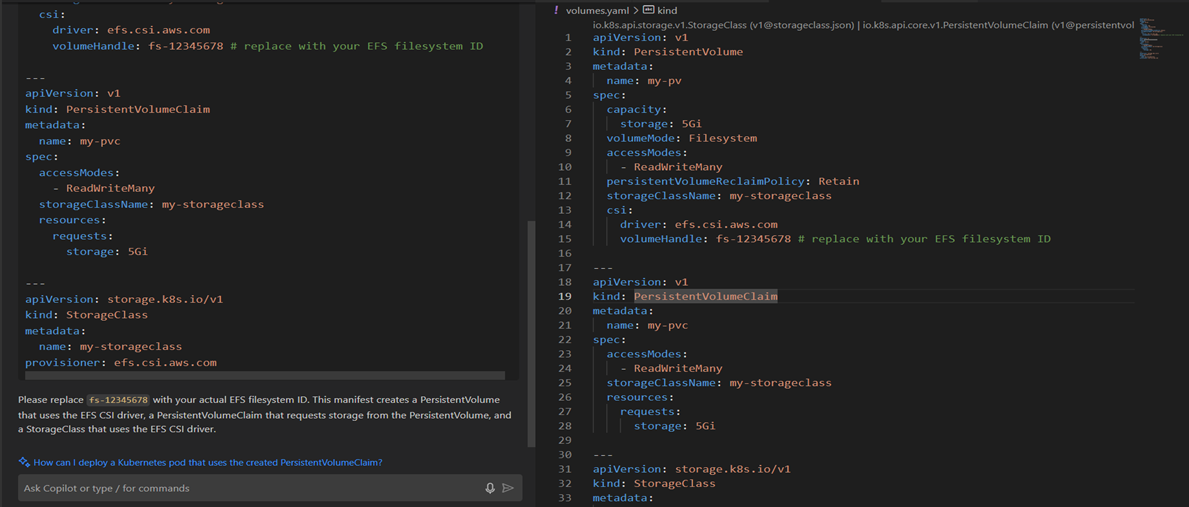 csi:
driver: efs.csi.aws.com
volumeHandle: fs-12345678 # replace with your EFS filesystem ID
---
apiVersion: v1
kind: PersistentVolumeClaim
metadata:
name: my-pvc
spec:
accessModes:
- ReadWriteMany
storageClassName: my-storageclass
resources:
requests:
storage: 5Gi
---
apiVersion: storage.k8s.io/v1
kind: StorageClass
metadata:
name: my-storageclass
provisioner: efs.csi.aws.com
Please replace fs-12345678 with your actual EFS filesystem ID. This manifest creates a PersistentVolume
that uses the EFS CSI driver, a PersistentVolumeClaim that requests storage from the PersistentVolume, and
a StorageClass that uses the EFS CSI driver.
How can I deploy a Kubernetes pod that uses the created PersistentVolumeClaim?
Ask Copilot or type / for commands
! volumes.yaml > abc kind
io.k8s.api.storage.v1.StorageClass (v1@storageclass.json) | io.k8s.api.core.v1.PersistentVolumeClaim (v1@persistentvol
1 apiVersion: v1
2 kind: PersistentVolume
3 metadata:
4 name: my-pv
5 spec:
6 capacity:
7 storage: 5Gi
8 volumeMode: Filesystem
9 accessModes:
10 - ReadWriteMany
11 persistentVolumeReclaimPolicy: Retain
12 storageClassName: my-storageclass
13 csi:
14 driver: efs.csi.aws.com
15 volumeHandle: fs-12345678 # replace with your EFS filesystem ID
16
17 ---
18 apiVersion: v1
19 kind: PersistentVolumeClaim
20 metadata:
21 name: my-pvc
22 spec:
23 accessModes:
24 - ReadWriteMany
25 storageClassName: my-storageclass
26 resources:
27 requests:
28 storage: 5Gi
29
30 ---
31 apiVersion: storage.k8s.io/v1
32 kind: StorageClass
33 metadata: